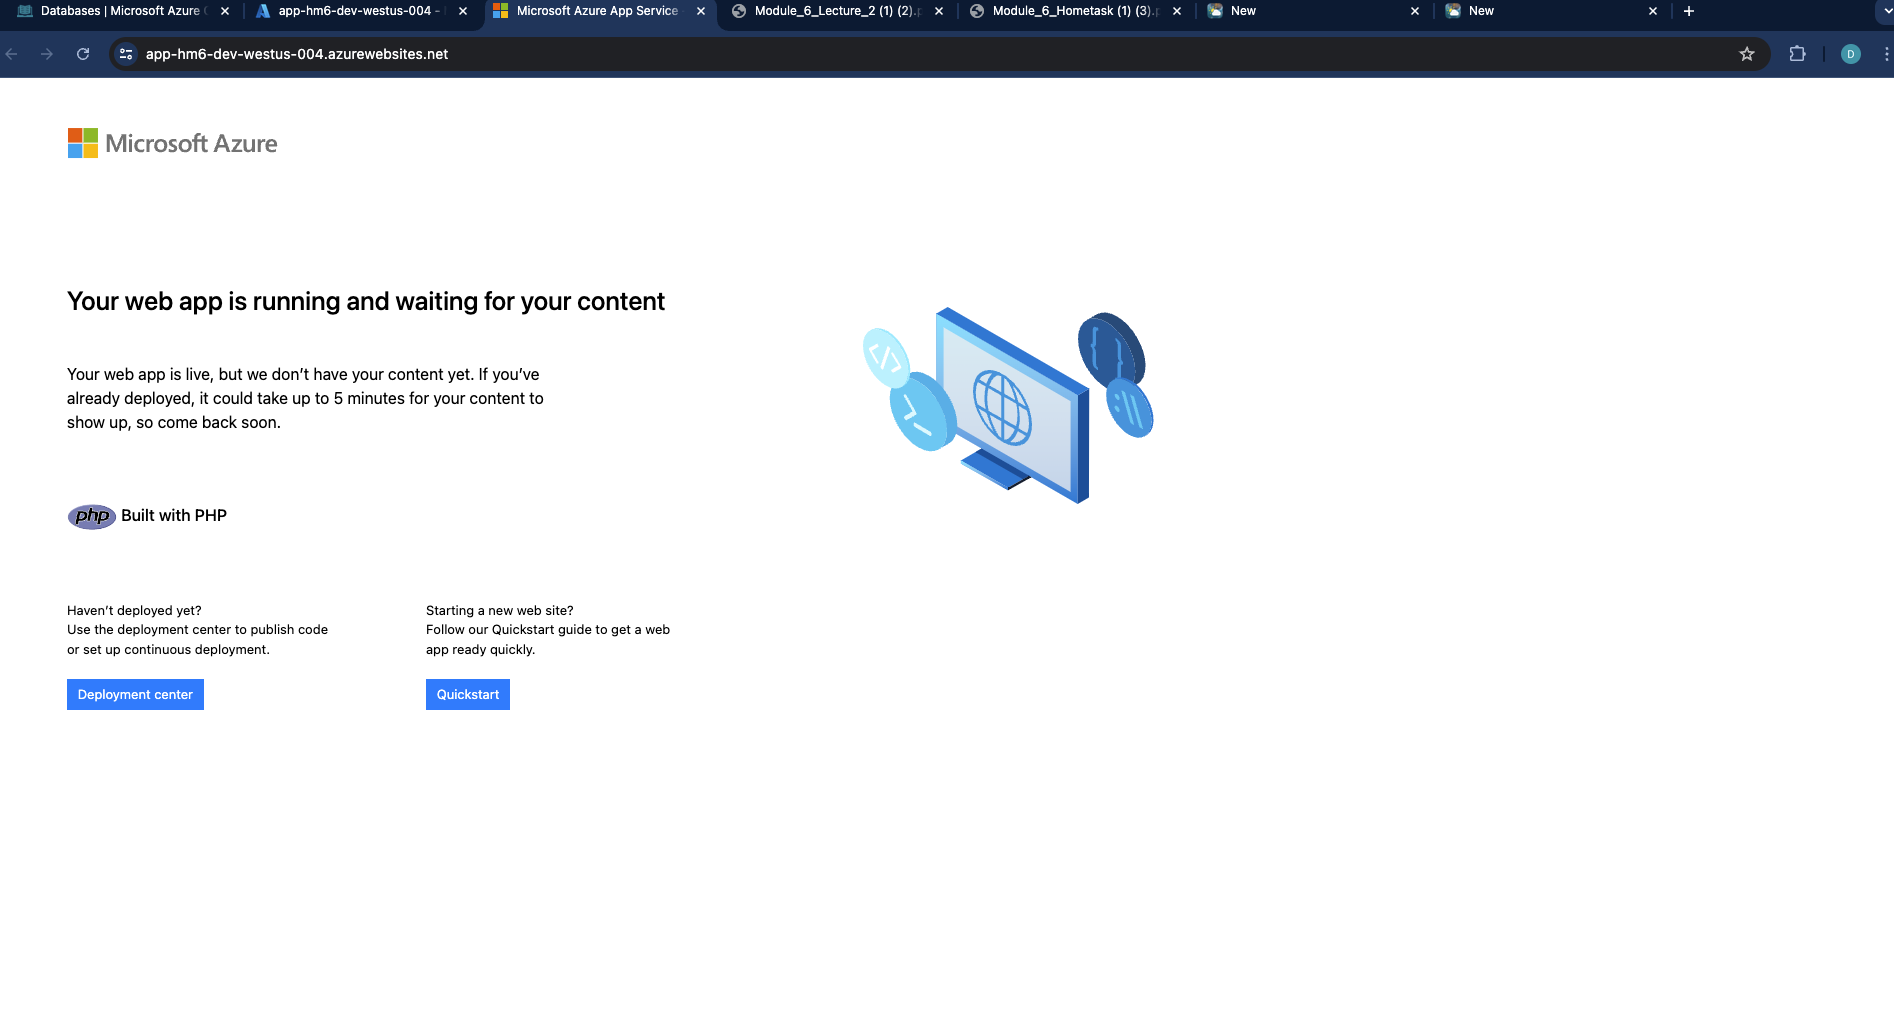 Databases | Microsoft Azure
app-hm6-dev-westus-004 -
Microsoft Azure App Service
Module_6_Lecture_2 (1) (2).
Module_6_Hometask (1) (3).
New
New
app-hm6-dev-westus-004.azurewebsites.net
D
Microsoft Azure
Your web app is running and waiting for your content
Your web app is live, but we don’t have your content yet. If you’ve
already deployed, it could take up to 5 minutes for your content to
show up, so come back soon.
php Built with PHP
Haven’t deployed yet?
Use the deployment center to publish code
or set up continuous deployment.
Deployment center
Starting a new web site?
Follow our Quickstart guide to get a web
app ready quickly.
Quickstart